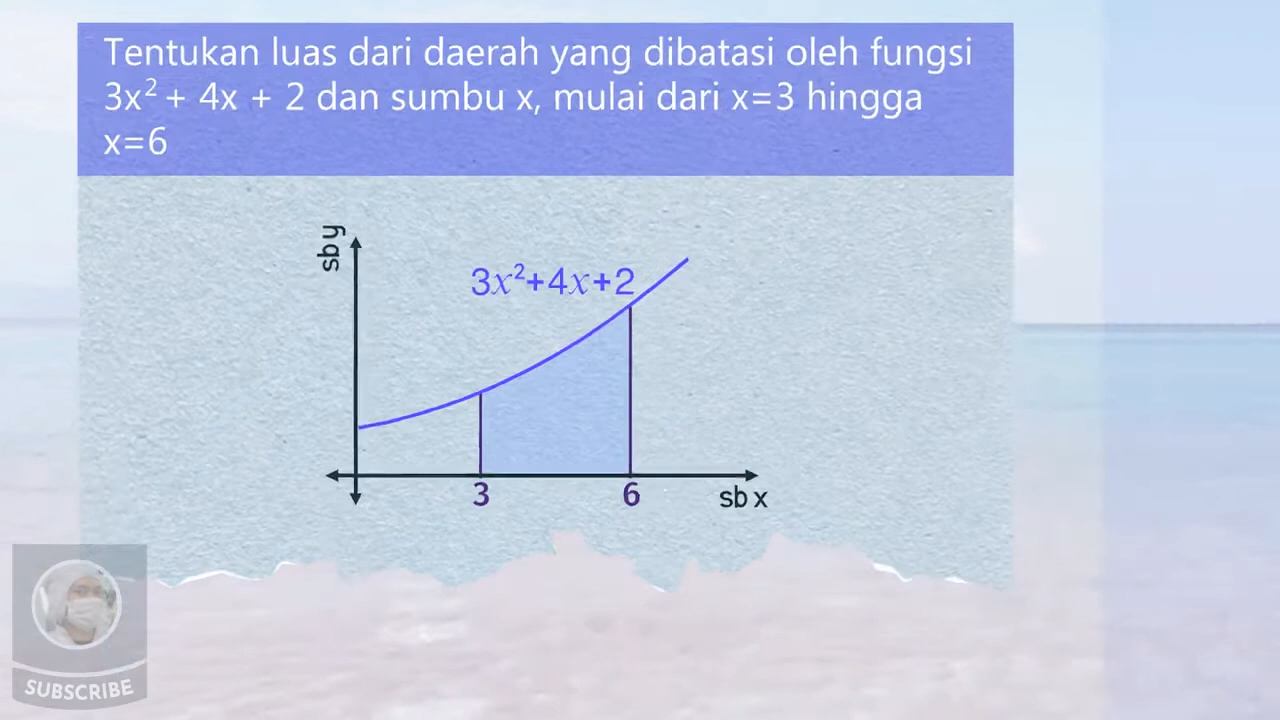 Tentukan luas dari daerah yang dibatasi oleh fungsi
3x² + 4x + 2 dan sumbu x, mulai dari x=3 hingga
x=6
sb y
3x²+4x+2
3
6
sb x
SUBSCRIBE